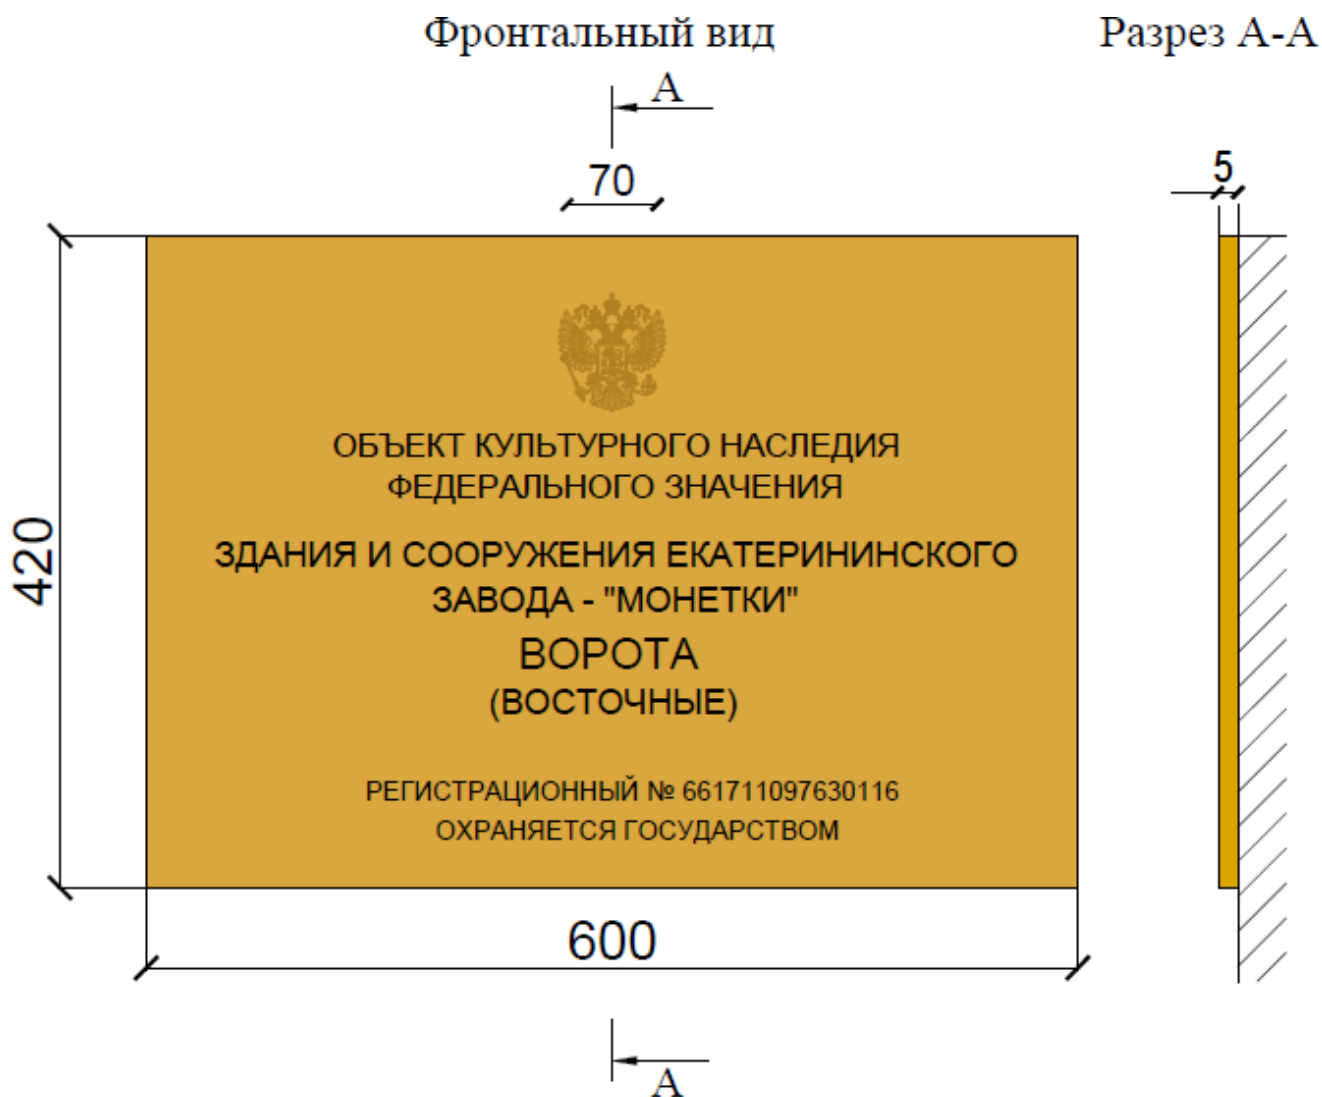 Фронтальный вид
Разрез А-А
А
70
5
ОБЪЕКТ КУЛЬТУРНОГО НАСЛЕДИЯ
ФЕДЕРАЛЬНОГО ЗНАЧЕНИЯ
ЗДАНИЯ И СООРУЖЕНИЯ ЕКАТЕРИНИНСКОГО
ЗАВОДА - "МОНЕТКИ"
ВОРОТА
(ВОСТОЧНЫЕ)
РЕГИСТРАЦИОННЫЙ № 661711097630116
ОХРАНЯЕТСЯ ГОСУДАРСТВОМ
420
600
А